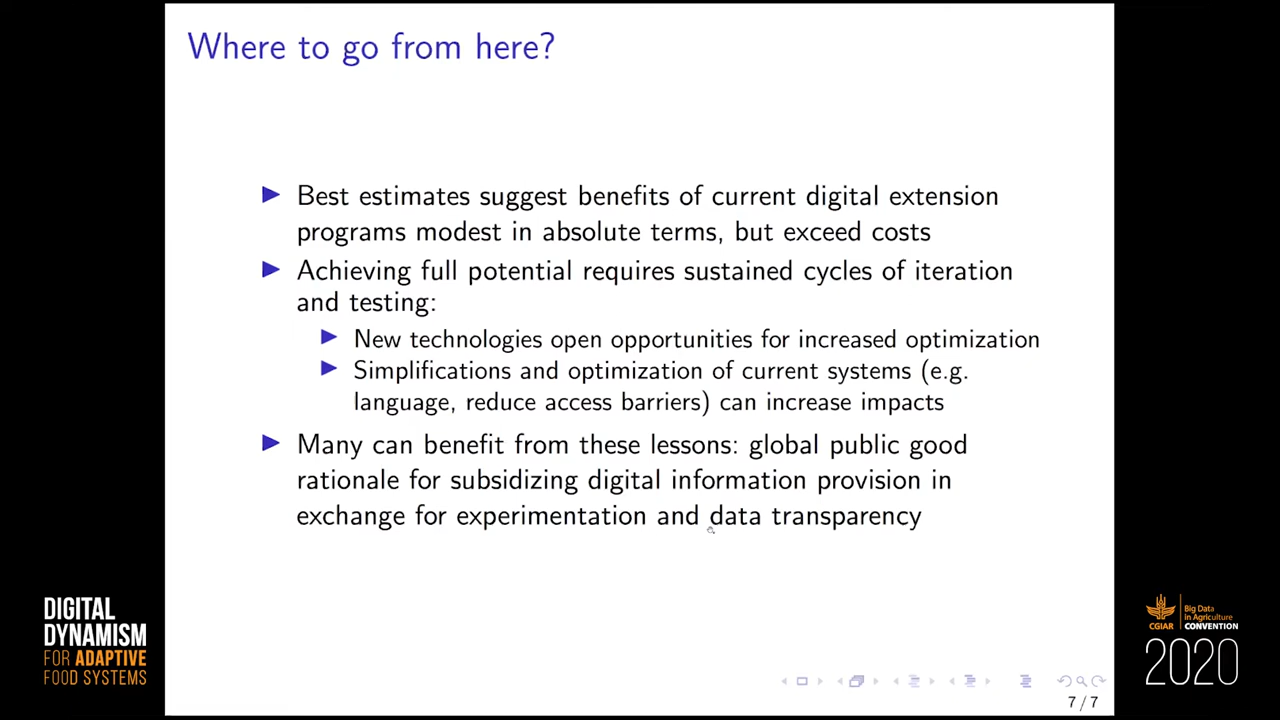 Where to go from here?
Best estimates suggest benefits of current digital extension
programs modest in absolute terms, but exceed costs
Achieving full potential requires sustained cycles of iteration
and testing:
New technologies open opportunities for increased optimization
Simplifications and optimization of current systems (e.g.
language, reduce access barriers) can increase impacts
Many can benefit from these lessons: global public good
rationale for subsidizing digital information provision in
exchange for experimentation and data transparency
DIGITAL
DYNAMISM
FOR ADAPTIVE
FOOD SYSTEMS
CGIAR
Big Data
in Agriculture
CONVENTION
2020
7 / 7